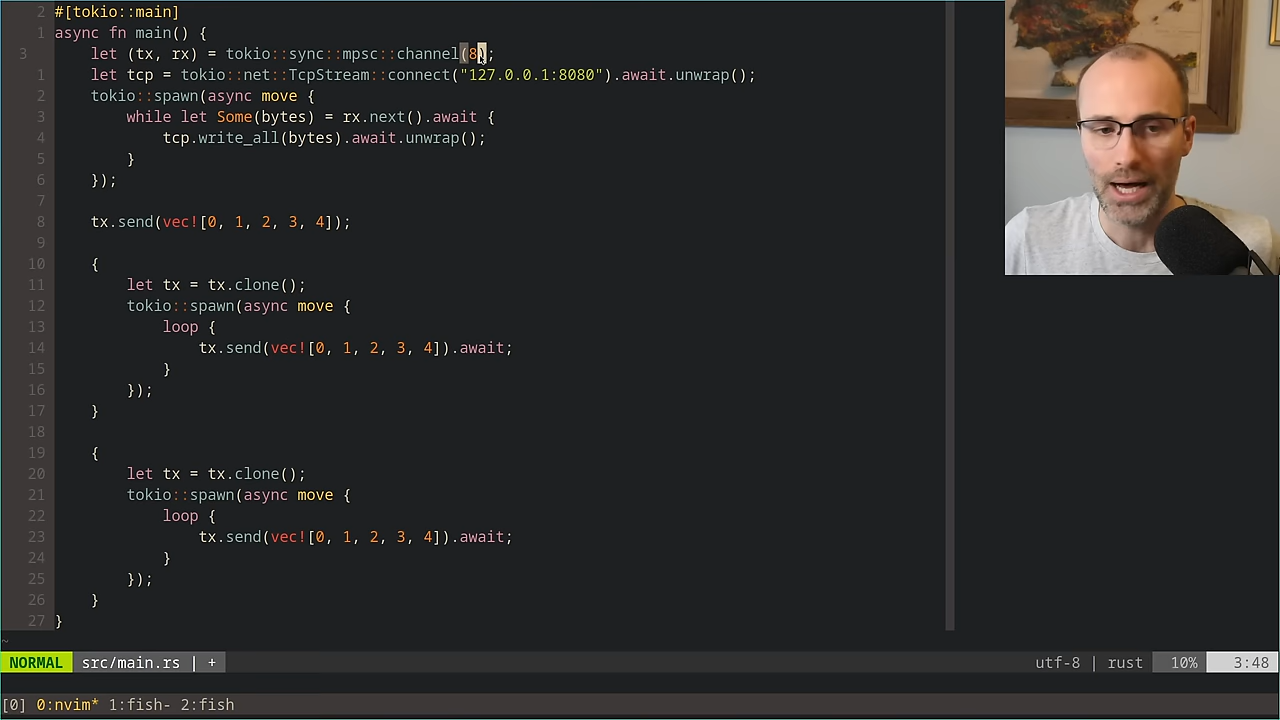 2 #[tokio::main]
1 async fn main() {
3 let (tx, rx) = tokio::sync::mpsc::channel(8);
1 let tcp = tokio::net::TcpStream::connect("127.0.0.1:8080").await.unwrap();
2 tokio::spawn(async move {
3 while let Some(bytes) = rx.next().await {
4 tcp.write_all(bytes).await.unwrap();
5 }
6 });
7
8 tx.send(vec![0, 1, 2, 3, 4]);
9
10 {
11 let tx = tx.clone();
12 tokio::spawn(async move {
13 loop {
14 tx.send(vec![0, 1, 2, 3, 4]).await;
15 }
16 });
17 }
18
19 {
20 let tx = tx.clone();
21 tokio::spawn(async move {
22 loop {
23 tx.send(vec![0, 1, 2, 3, 4]).await;
24 }
25 });
26 }
27 }
~
NORMAL src/main.rs | + utf-8 | rust 10% 3:48
[0] 0:nvim* 1:fish- 2:fish